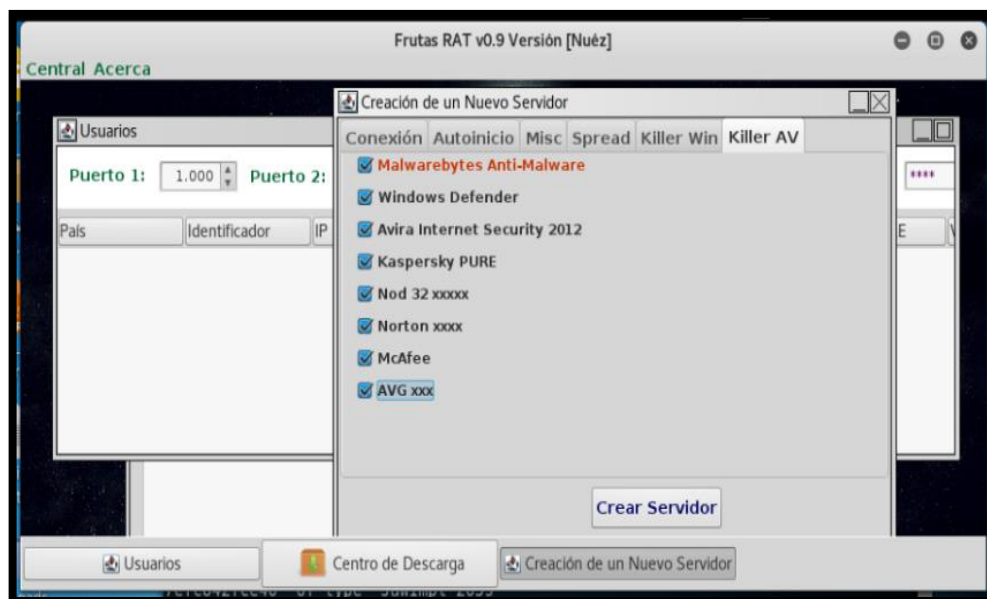 Frutas RAT v0.9 Versión [Nuéz]
Central Acerca
Creación de un Nuevo Servidor
Usuarios
Conexión Autoinicio Misc Spread Killer Win Killer AV
Puerto 1: 1.000 Puerto 2: ****
Malwarebytes Anti-Malware
Windows Defender
País Identificador IP E
Avira Internet Security 2012
Kaspersky PURE
Nod 32 xxxxx
Norton xxxx
McAfee
AVG xxx
Crear Servidor
Usuarios Centro de Descarga Creación de un Nuevo Servidor